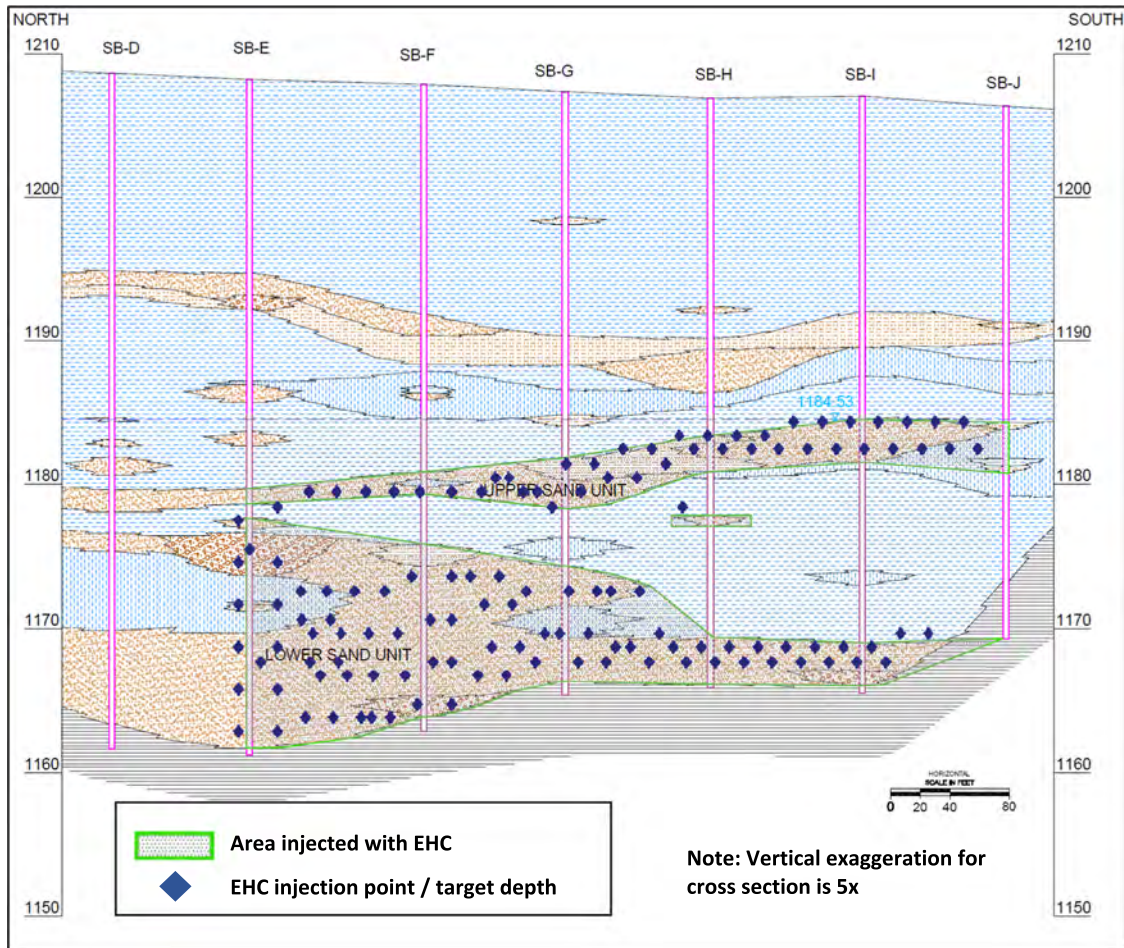 NORTH
SOUTH
1210
SB-D
SB-E
SB-F
SB-G
SB-H
SB-I
SB-J
1210
1200
1200
1190
1190
1184.53
1180
UPPER SAND UNIT
1180
1170
LOWER SAND UNIT
1170
1160
1160
HORIZONTAL
SCALE IN FEET
0 20 40 80
Area injected with EHC
EHC injection point / target depth
Note: Vertical exaggeration for
cross section is 5x
1150
1150